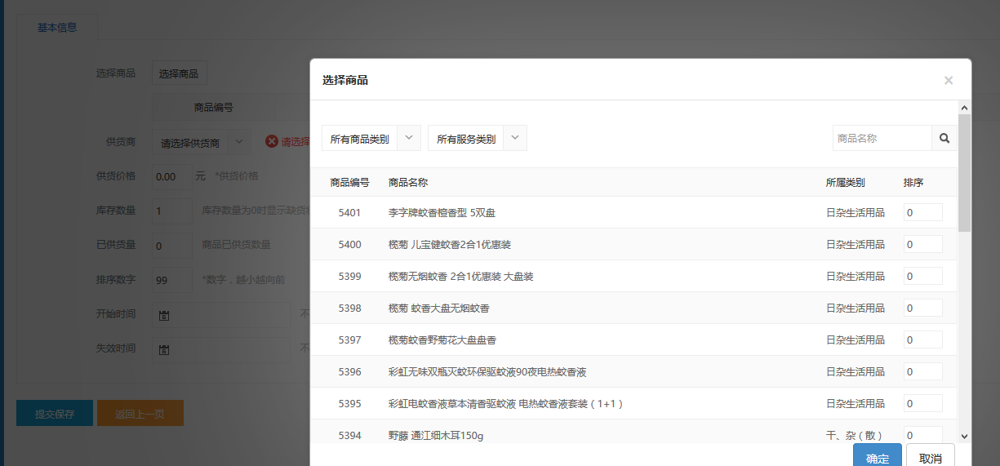 基本信息
选择商品 选择商品
商品编号
供货商 请选择供货商 请选择
供货价格 0.00 元 *供货价格
库存数量 1 库存数量为0时显示缺货
已供货量 0 商品已供货数量
排序数字 99 *数字，越小越向前
开始时间 不
失效时间 不
提交保存 返回上一页
选择商品 ×
所有商品类别 所有服务类别 商品名称
商品编号 商品名称 所属类别 排序
5401 李字牌蚊香檀香型 5双盘 日杂生活用品 0
5400 榄菊 儿宝健蚊香2合1优惠装 日杂生活用品 0
5399 榄菊无烟蚊香 2合1优惠装 大盘装 日杂生活用品 0
5398 榄菊 蚊香大盘无烟蚊香 日杂生活用品 0
5397 榄菊蚊香野菊花大盘盘香 日杂生活用品 0
5396 彩虹无味双瓶灭蚊环保驱蚊液90夜电热蚊香液 日杂生活用品 0
5395 彩虹电蚊香液草本清香驱蚊液 电热蚊香液套装（1+1） 日杂生活用品 0
5394 野藤 通江细木耳150g 干、杂（散） 0
确定 取消